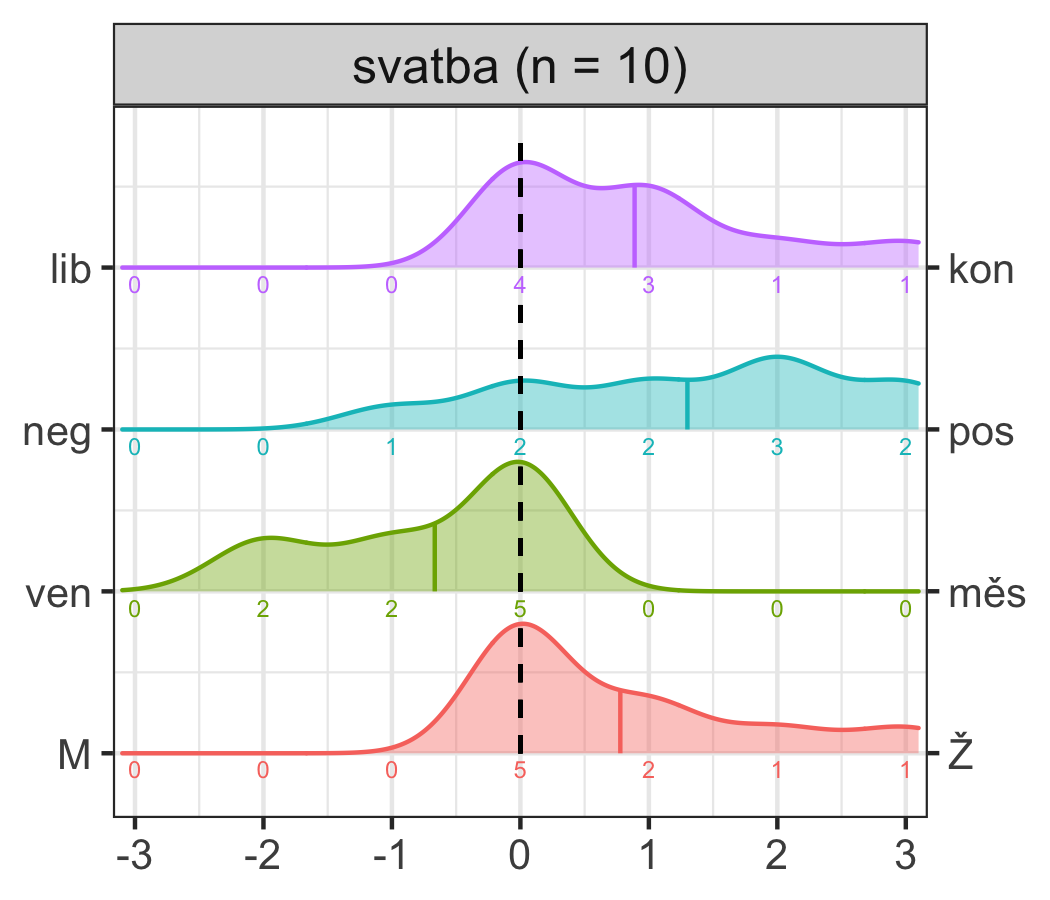 svatba (n = 10)
lib kon
0 0 0 4 3 1 1
neg pos
0 0 1 2 2 3 2
ven měs
0 2 2 5 0 0 0
M Ž
0 0 0 5 2 1 1
-3 -2 -1 0 1 2 3